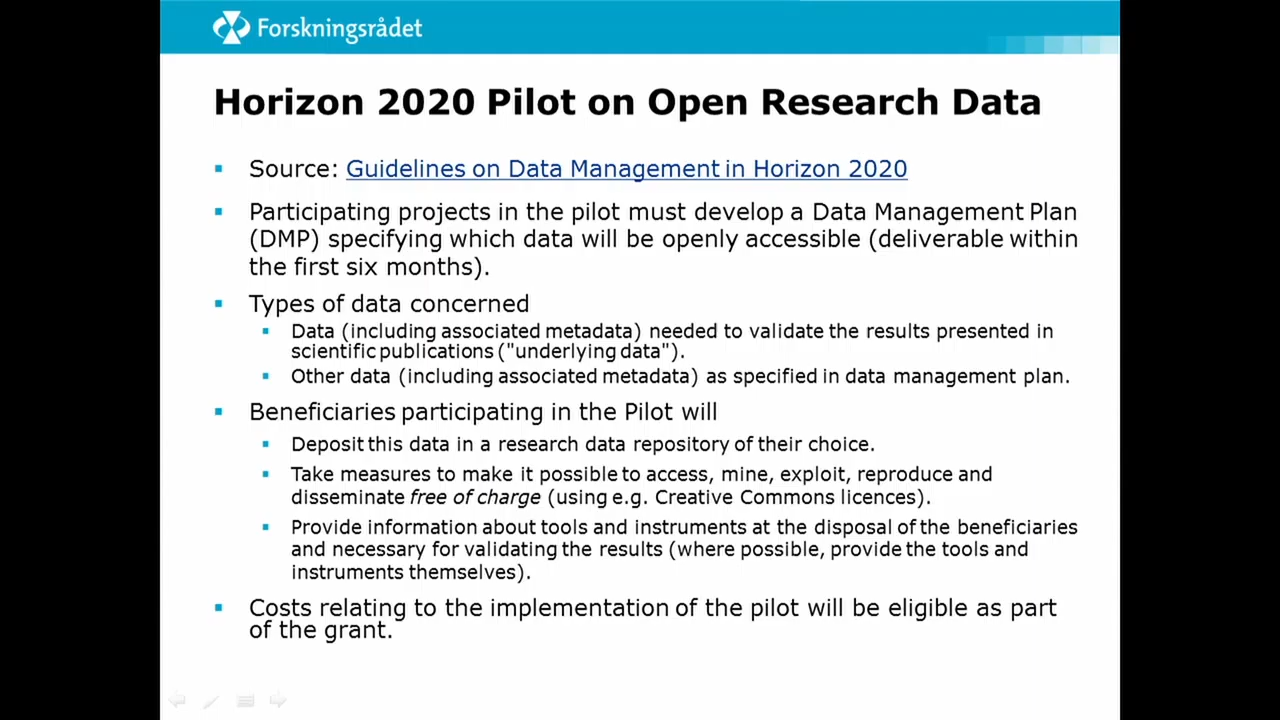 Forskningsrådet
Horizon 2020 Pilot on Open Research Data
Source: Guidelines on Data Management in Horizon 2020
Participating projects in the pilot must develop a Data Management Plan
(DMP) specifying which data will be openly accessible (deliverable within
the first six months).
Types of data concerned
Data (including associated metadata) needed to validate the results presented in
scientific publications ("underlying data").
Other data (including associated metadata) as specified in data management plan.
Beneficiaries participating in the Pilot will
Deposit this data in a research data repository of their choice.
Take measures to make it possible to access, mine, exploit, reproduce and
disseminate free of charge (using e.g. Creative Commons licences).
Provide information about tools and instruments at the disposal of the beneficiaries
and necessary for validating the results (where possible, provide the tools and
instruments themselves).
Costs relating to the implementation of the pilot will be eligible as part
of the grant.